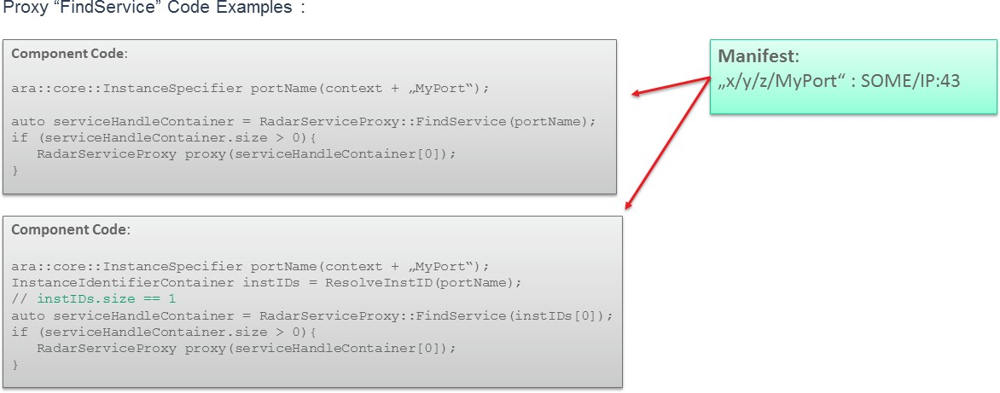 Proxy “FindService” Code Examples :
Component Code:
ara::core::InstanceSpecifier portName(context + „MyPort“);
auto serviceHandleContainer = RadarServiceProxy::FindService(portName);
if (serviceHandleContainer.size > 0){
   RadarServiceProxy proxy(serviceHandleContainer[0]);
}
Manifest:
„x/y/z/MyPort“ : SOME/IP:43
Component Code:
ara::core::InstanceSpecifier portName(context + „MyPort“);
InstanceIdentifierContainer instIDs = ResolveInstID(portName);
// instIDs.size == 1
auto serviceHandleContainer = RadarServiceProxy::FindService(instIDs[0]);
if (serviceHandleContainer.size > 0){
   RadarServiceProxy proxy(serviceHandleContainer[0]);
}